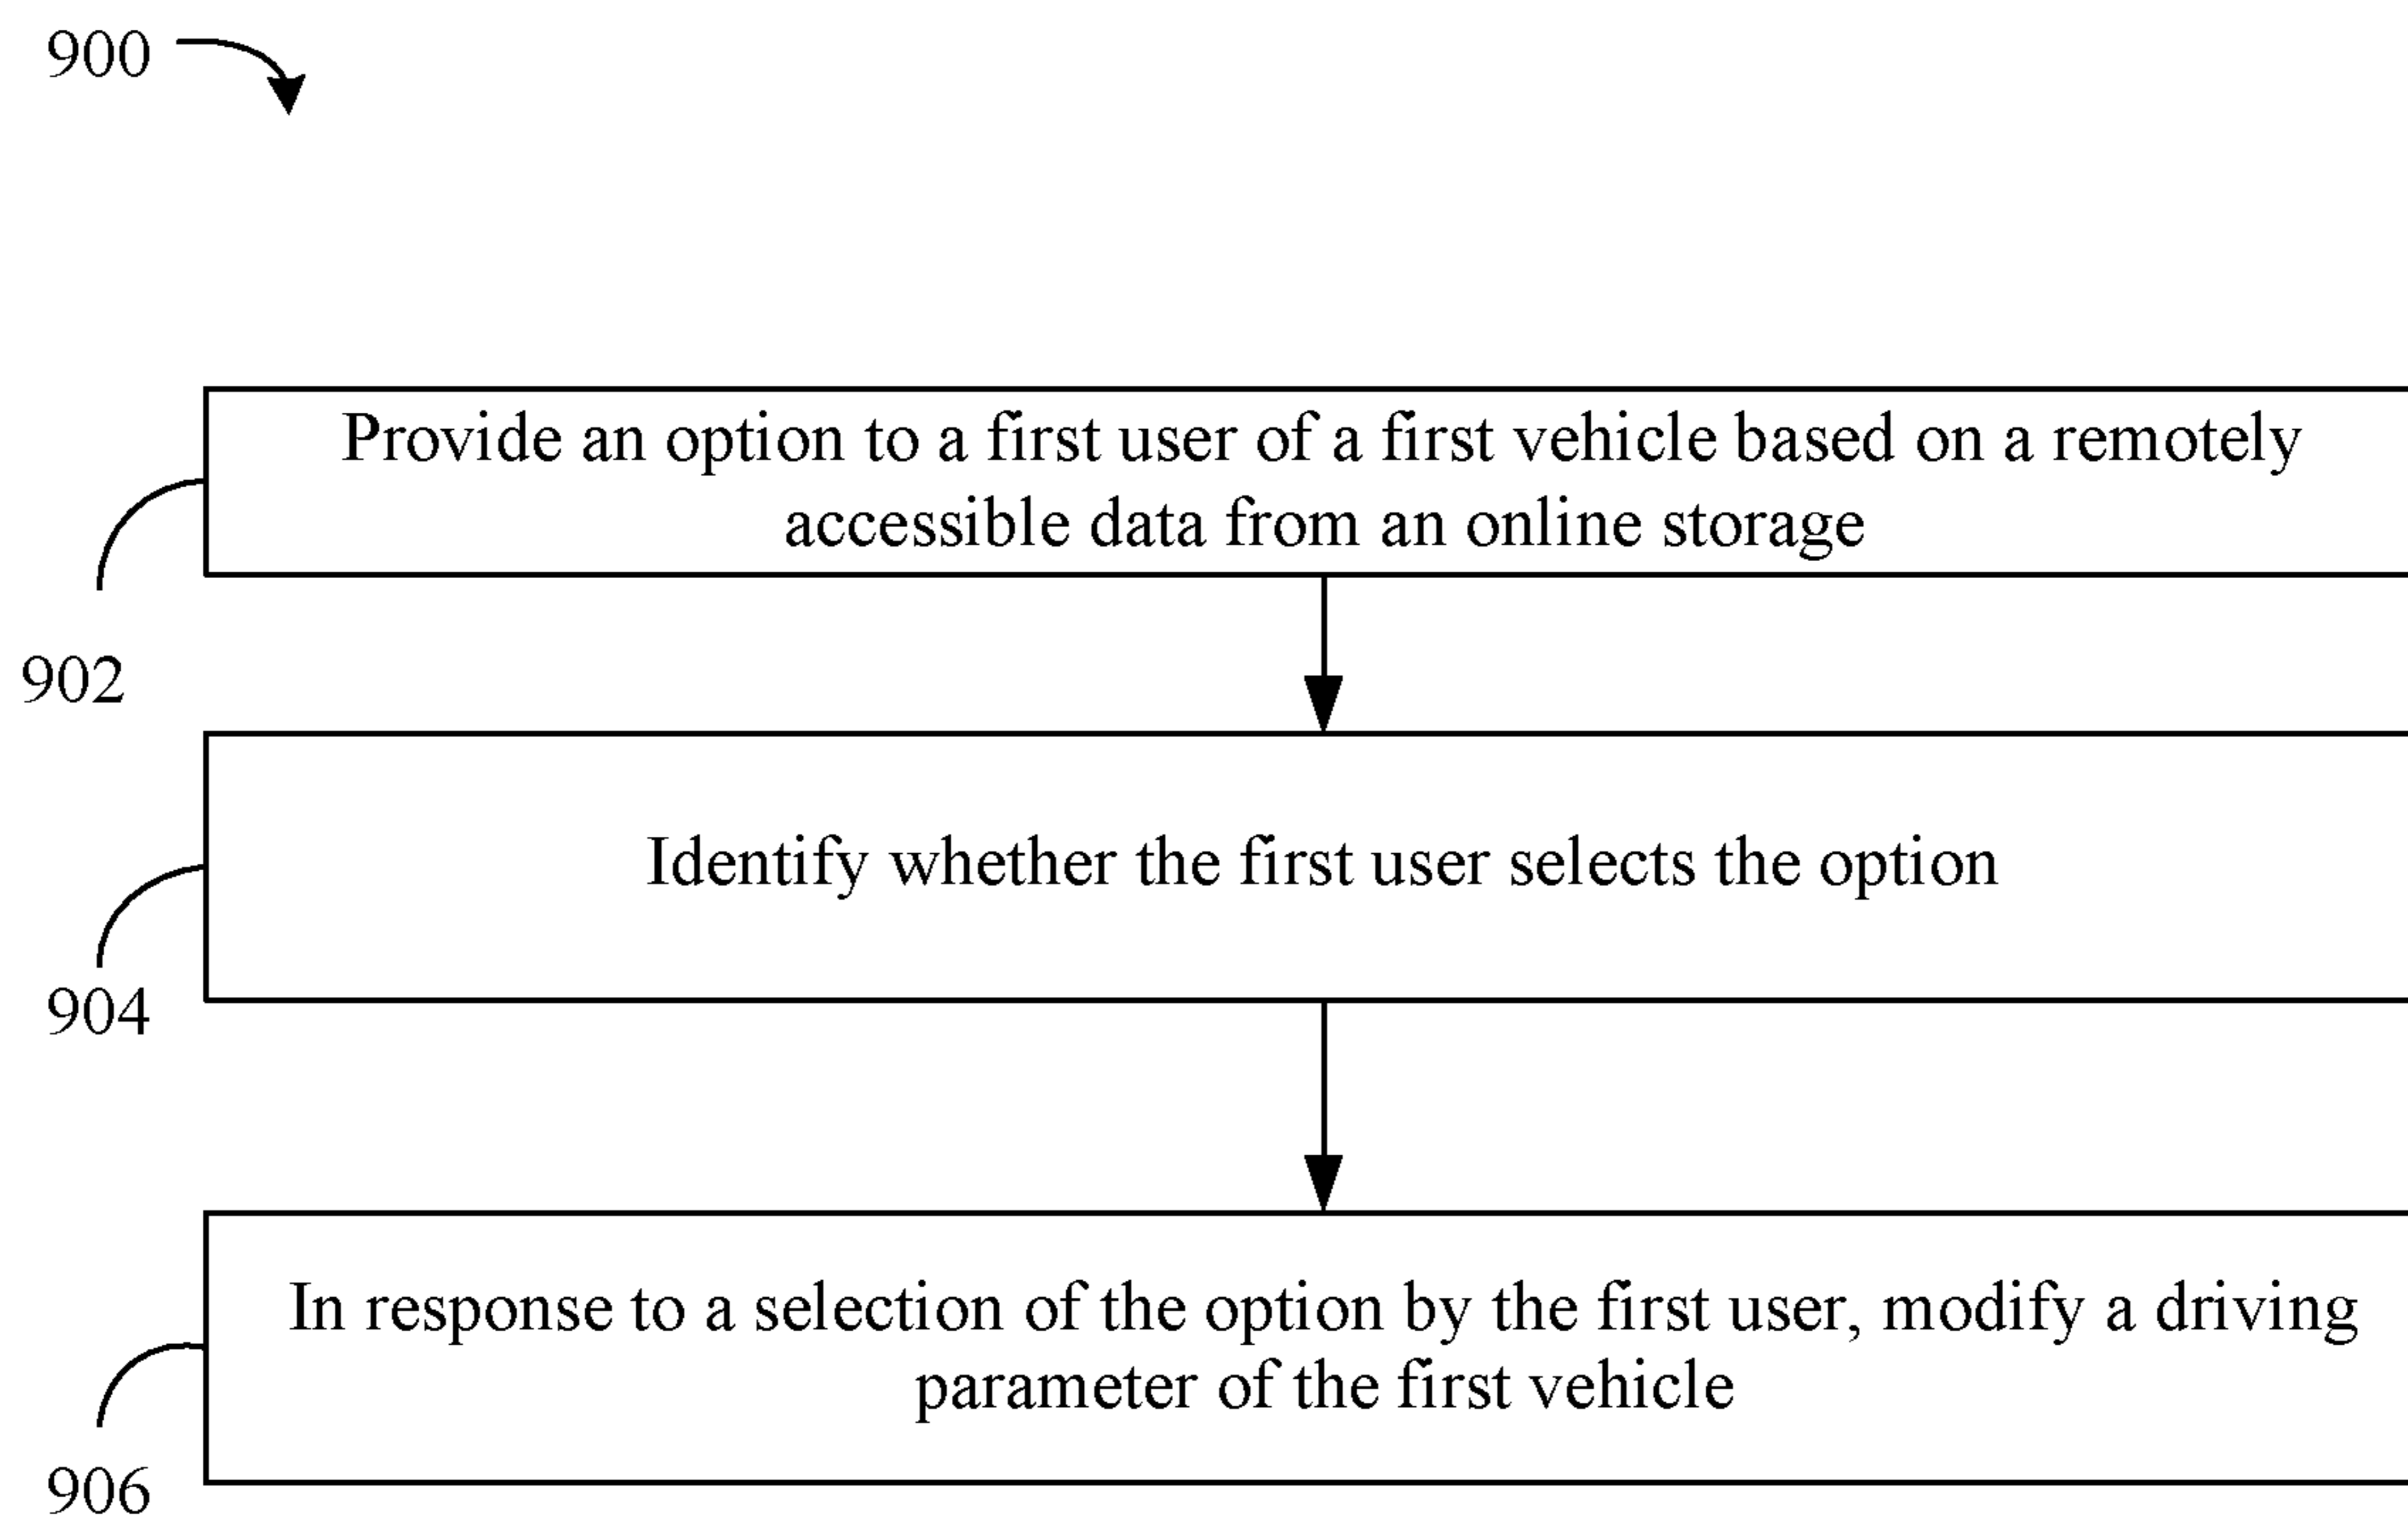 900
Provide an option to a first user of a first vehicle based on a remotely
accessible data from an online storage
902
Identify whether the first user selects the option
904
In response to a selection of the option by the first user, modify a driving
parameter of the first vehicle
906